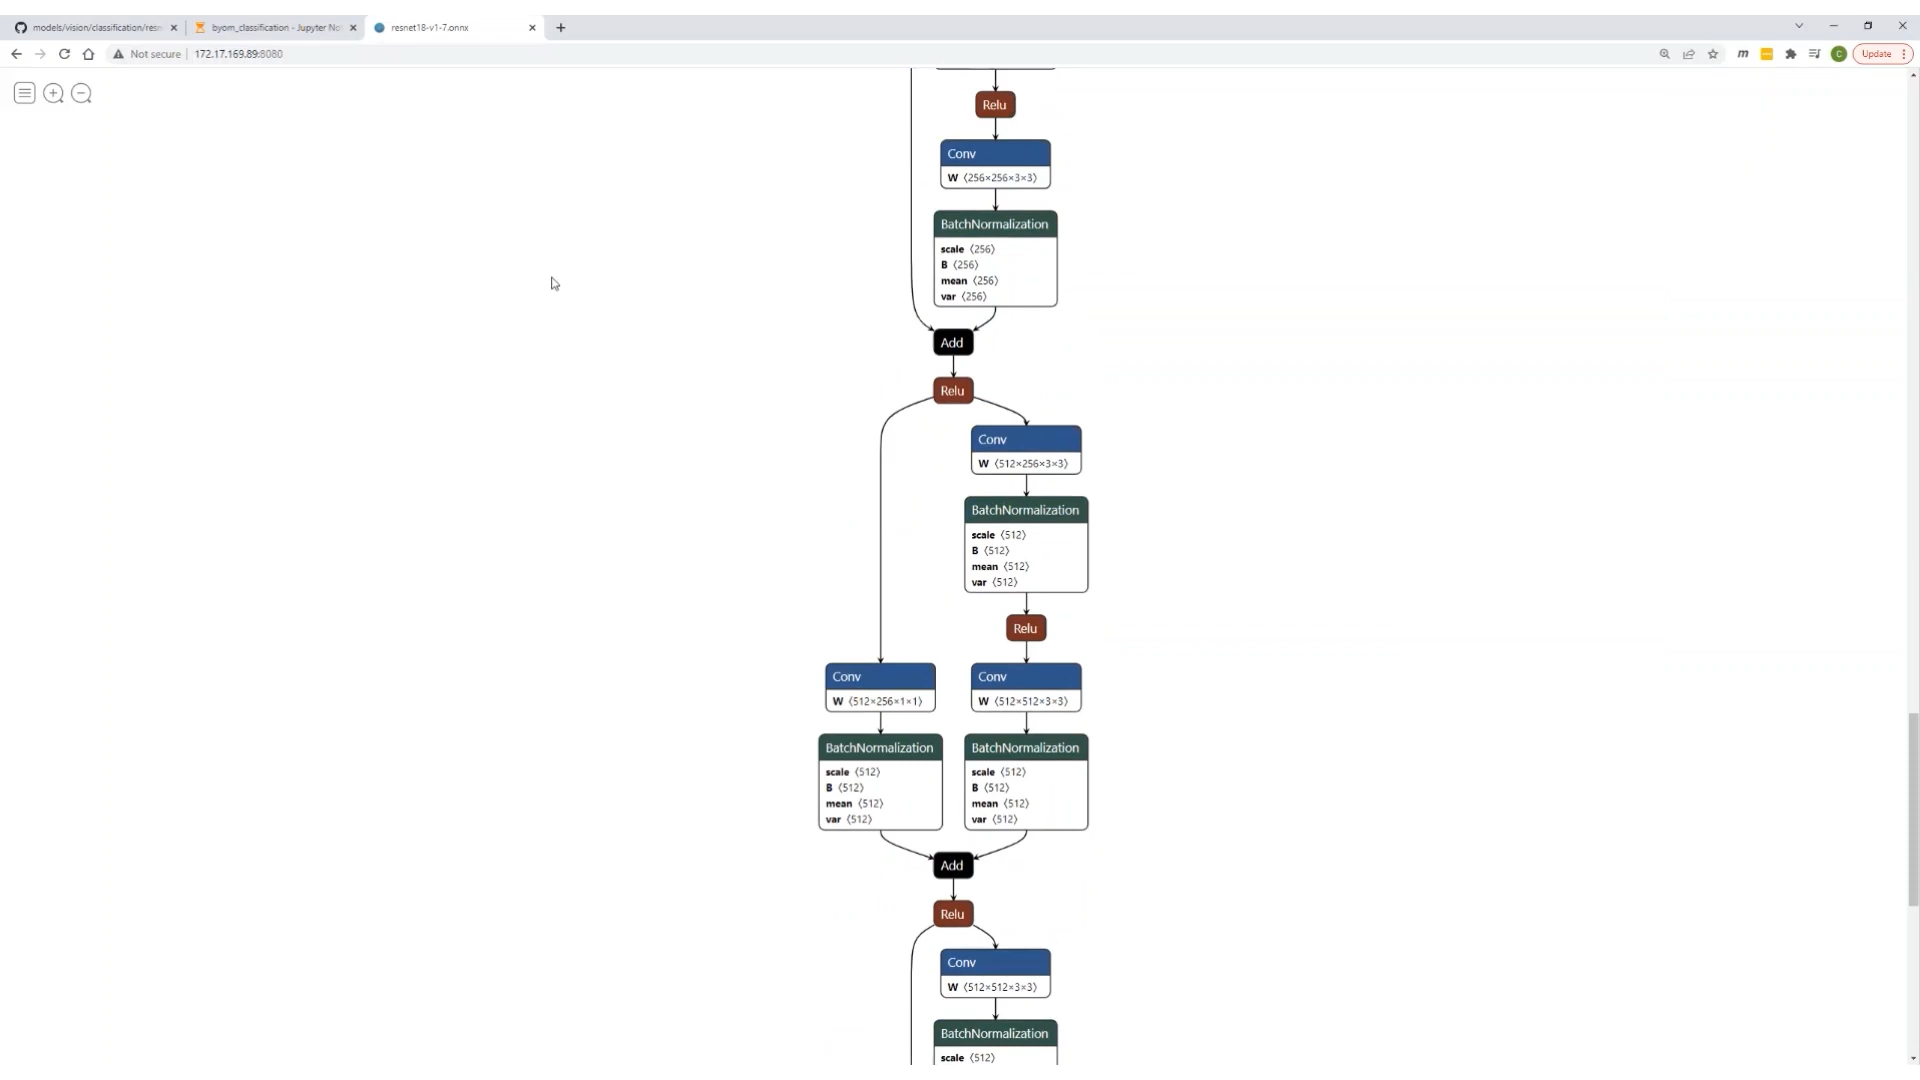 models/vision/classification/resn
byom_classification - Jupyter Not
resnet18-v1-7.onnx
Not secure
172.17.169.89:8080
m
C
Update
Relu
Conv
W ⟨256×256×3×3⟩
BatchNormalization
scale ⟨256⟩
B ⟨256⟩
mean ⟨256⟩
var ⟨256⟩
Add
Relu
Conv
W ⟨512×256×3×3⟩
BatchNormalization
scale ⟨512⟩
B ⟨512⟩
mean ⟨512⟩
var ⟨512⟩
Relu
Conv
W ⟨512×256×1×1⟩
Conv
W ⟨512×512×3×3⟩
BatchNormalization
scale ⟨512⟩
B ⟨512⟩
mean ⟨512⟩
var ⟨512⟩
BatchNormalization
scale ⟨512⟩
B ⟨512⟩
mean ⟨512⟩
var ⟨512⟩
Add
Relu
Conv
W ⟨512×512×3×3⟩
BatchNormalization
scale ⟨512⟩